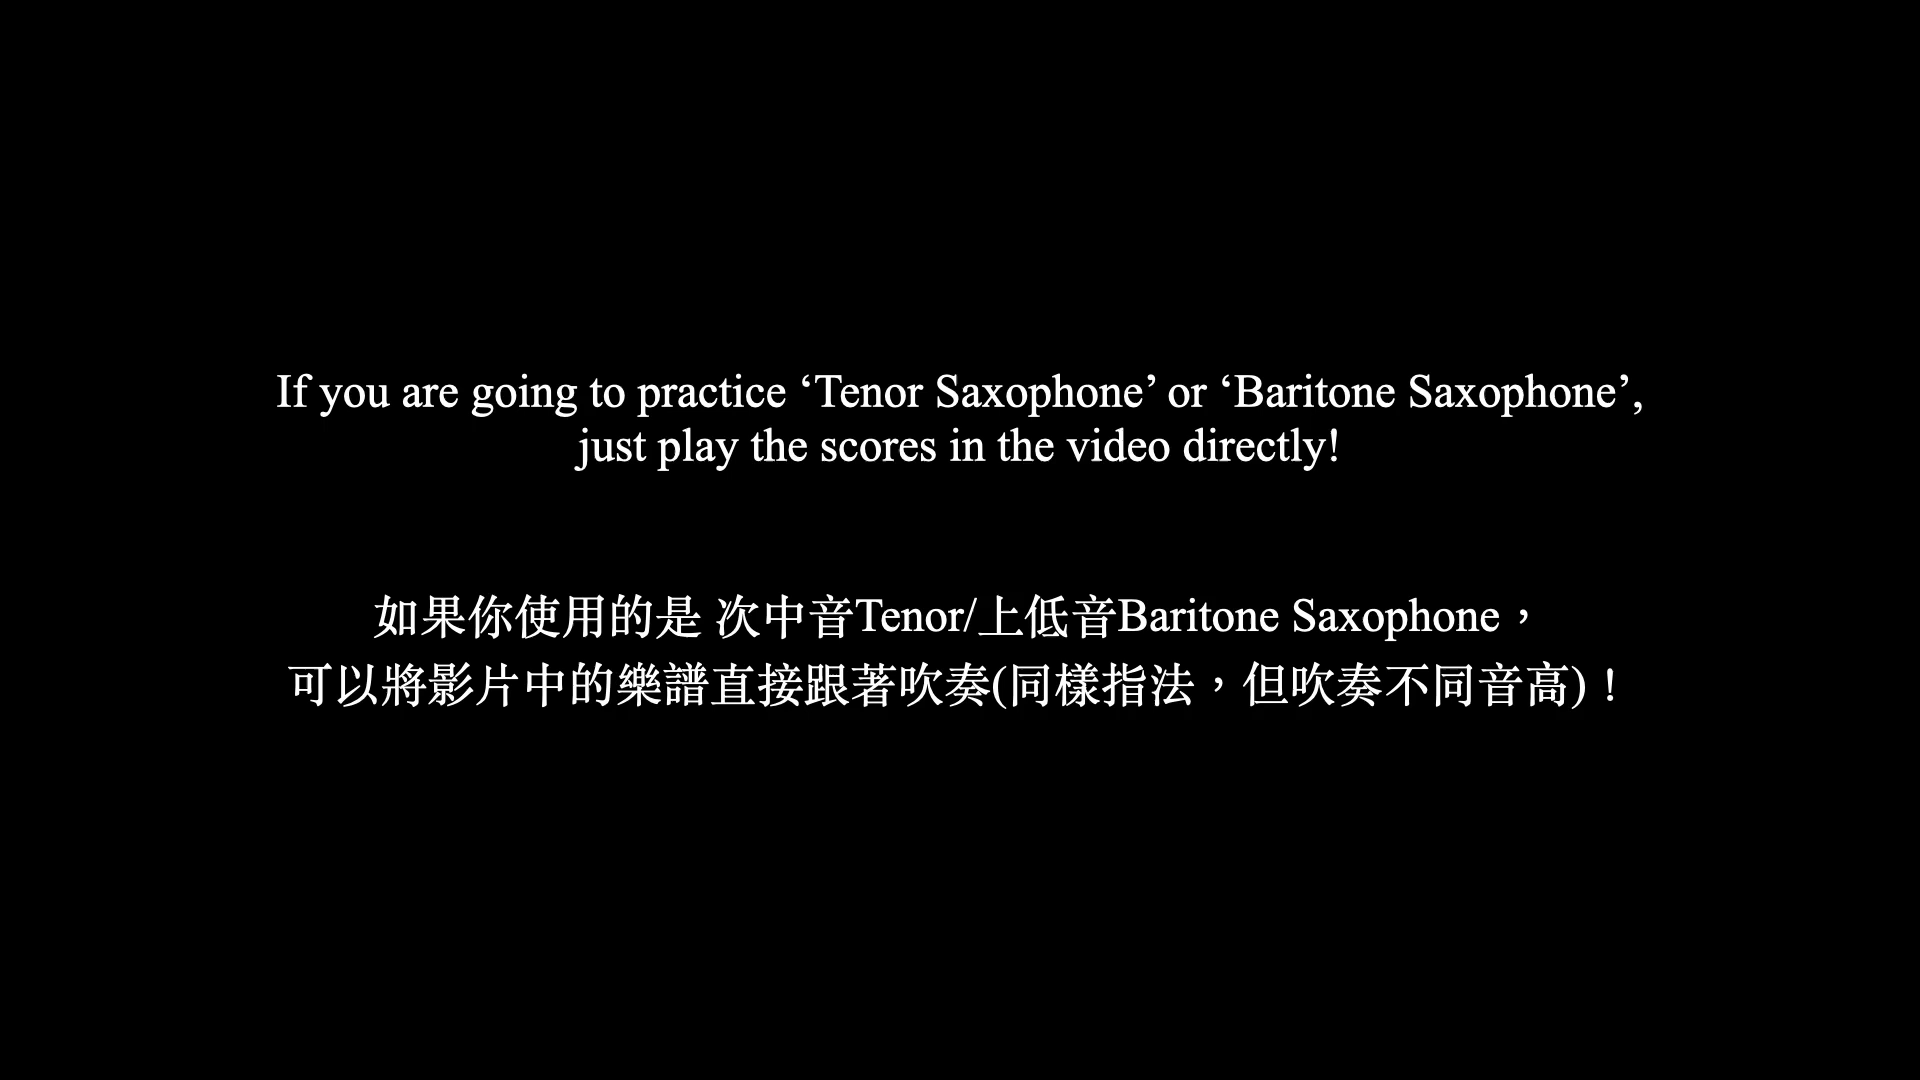 If you are going to practice ‘Tenor Saxophone’ or ‘Baritone Saxophone’,
just play the scores in the video directly!
如果你使用的是 次中音Tenor/上低音Baritone Saxophone，
可以將影片中的樂譜直接跟著吹奏(同樣指法，但吹奏不同音高)！